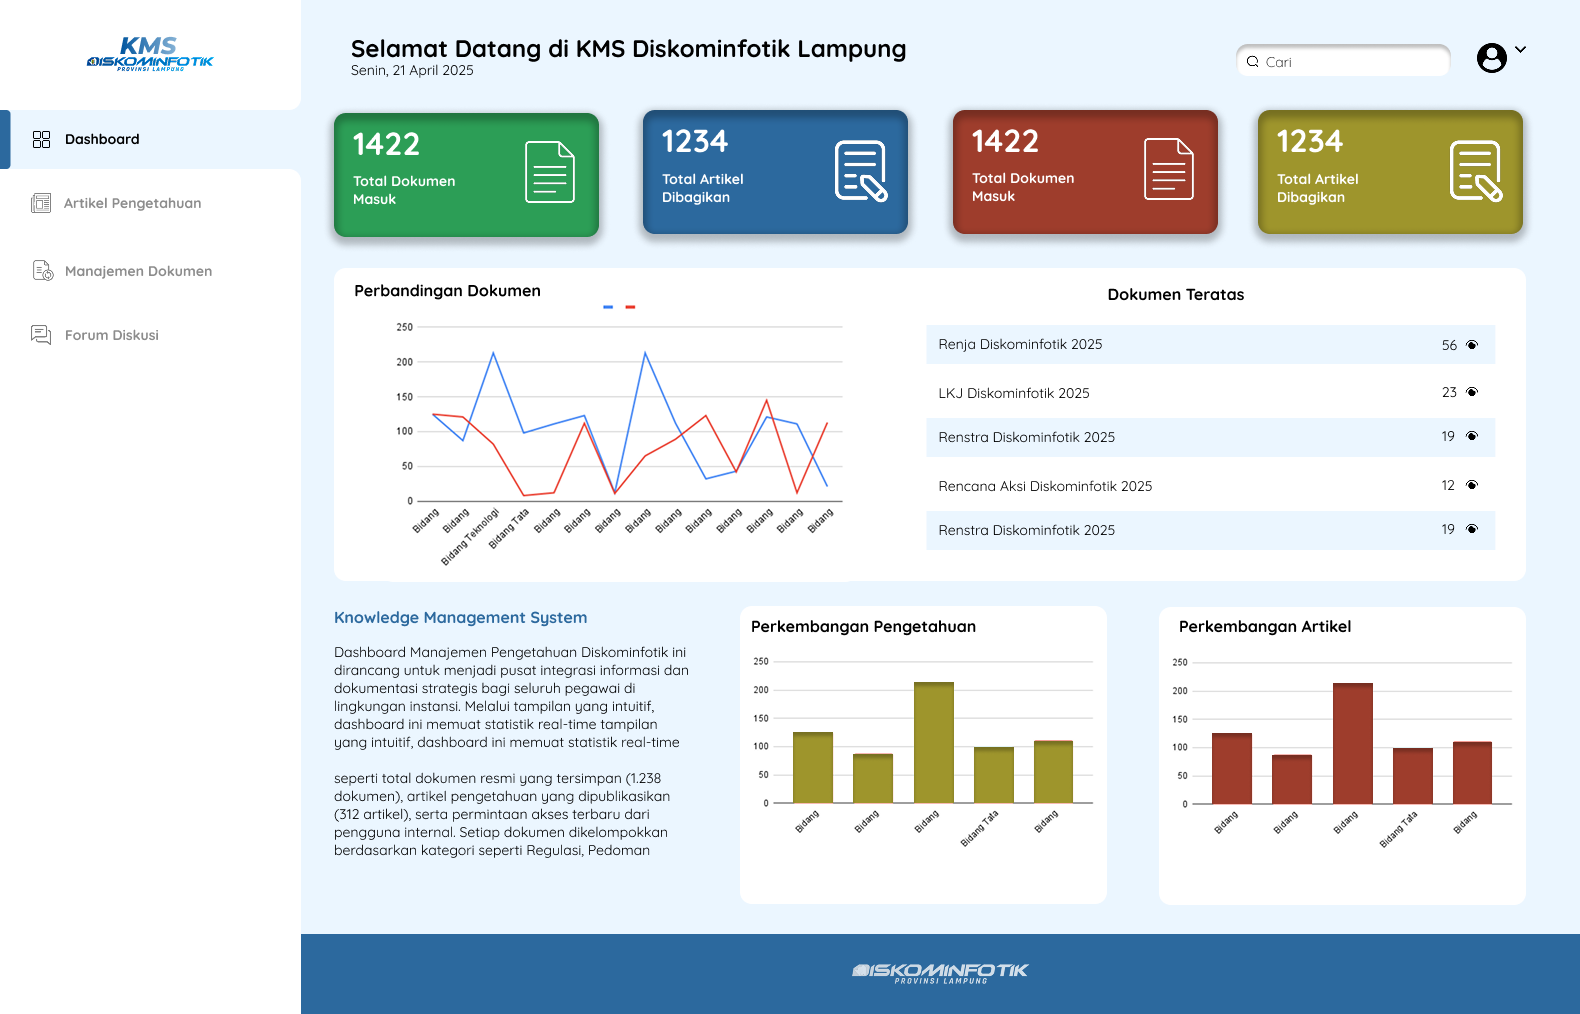 KMS
DISKOMINFOTIK
PROVINSI LAMPUNG
Selamat Datang di KMS Diskominfotik Lampung
Senin, 21 April 2025
Cari
Dashboard
Artikel Pengetahuan
Manajemen Dokumen
Forum Diskusi
1422
Total Dokumen
Masuk
1234
Total Artikel
Dibagikan
1422
Total Dokumen
Masuk
1234
Total Artikel
Dibagikan
Perbandingan Dokumen
250
200
150
100
50
0
Bidang
Bidang
Bidang Teknologi
Bidang Tata
Bidang
Bidang
Bidang
Bidang
Bidang
Bidang
Bidang
Bidang
Bidang
Bidang
Dokumen Teratas
Renja Diskominfotik 2025 56
LKJ Diskominfotik 2025 23
Renstra Diskominfotik 2025 19
Rencana Aksi Diskominfotik 2025 12
Renstra Diskominfotik 2025 19
Knowledge Management System
Dashboard Manajemen Pengetahuan Diskominfotik ini
dirancang untuk menjadi pusat integrasi informasi dan
dokumentasi strategis bagi seluruh pegawai di
lingkungan instansi. Melalui tampilan yang intuitif,
dashboard ini memuat statistik real-time tampilan
yang intuitif, dashboard ini memuat statistik real-time
seperti total dokumen resmi yang tersimpan (1.238
dokumen), artikel pengetahuan yang dipublikasikan
(312 artikel), serta permintaan akses terbaru dari
pengguna internal. Setiap dokumen dikelompokkan
berdasarkan kategori seperti Regulasi, Pedoman
Perkembangan Pengetahuan
250
200
150
100
50
0
Bidang
Bidang
Bidang
Bidang Tata
Bidang
Perkembangan Artikel
250
200
150
100
50
0
Bidang
Bidang
Bidang
Bidang Tata
Bidang
DISKOMINFOTIK
PROVINSI LAMPUNG